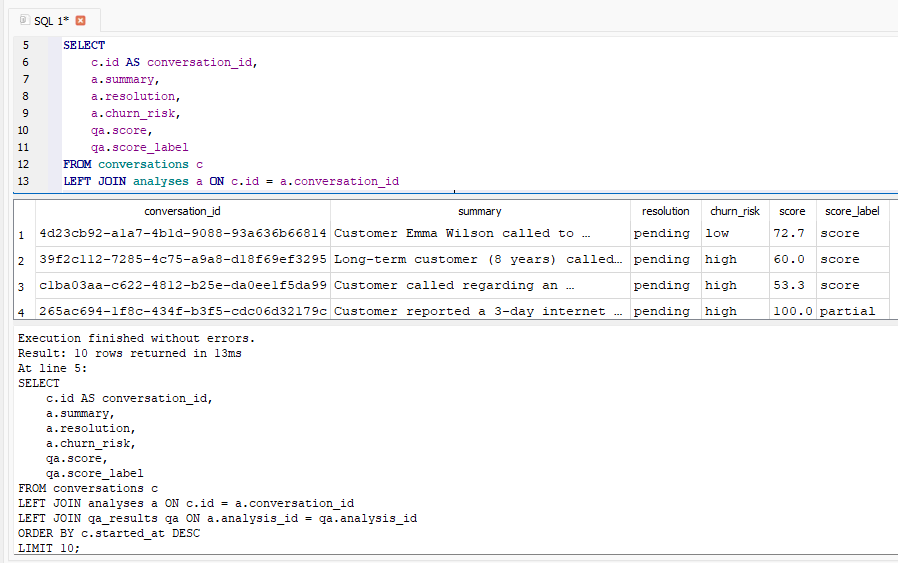 SQL 1*
5 SELECT
6 c.id AS conversation_id,
7 a.summary,
8 a.resolution,
9 a.churn_risk,
10 qa.score,
11 qa.score_label
12 FROM conversations c
13 LEFT JOIN analyses a ON c.id = a.conversation_id
conversation_id summary resolution churn_risk score score_label
1 4d23cb92-a1a7-4b1d-9088-93a636b66814 Customer Emma Wilson called to … pending low 72.7 score
2 39f2c112-7285-4c75-a9a8-d18f69ef3295 Long-term customer (8 years) called… pending high 60.0 score
3 c1ba03aa-c622-4812-b25e-da0ee1f5da99 Customer called regarding an … pending high 53.3 score
4 265ac694-1f8c-434f-b3f5-cdc06d32179c Customer reported a 3-day internet … pending high 100.0 partial
Execution finished without errors.
Result: 10 rows returned in 13ms
At line 5:
SELECT
c.id AS conversation_id,
a.summary,
a.resolution,
a.churn_risk,
qa.score,
qa.score_label
FROM conversations c
LEFT JOIN analyses a ON c.id = a.conversation_id
LEFT JOIN qa_results qa ON a.analysis_id = qa.analysis_id
ORDER BY c.started_at DESC
LIMIT 10;